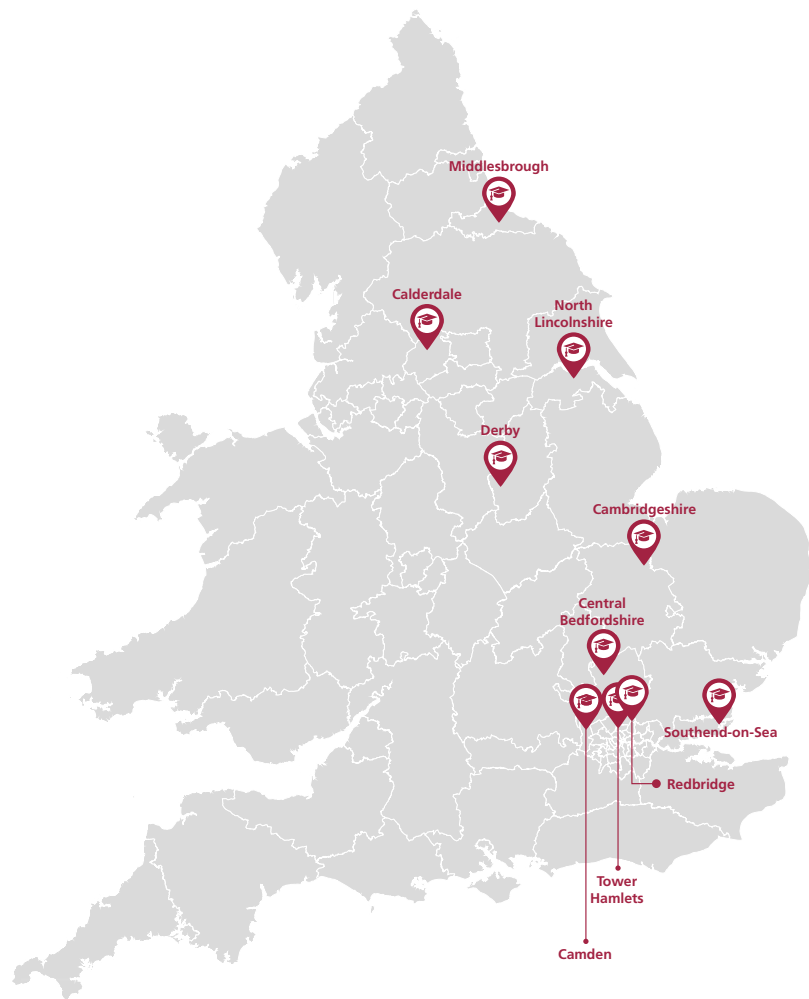 Middlesbrough
Calderdale
North
Lincolnshire
Derby
Cambridgeshire
Central
Bedfordshire
Southend-on-Sea
Redbridge
Tower
Hamlets
Camden